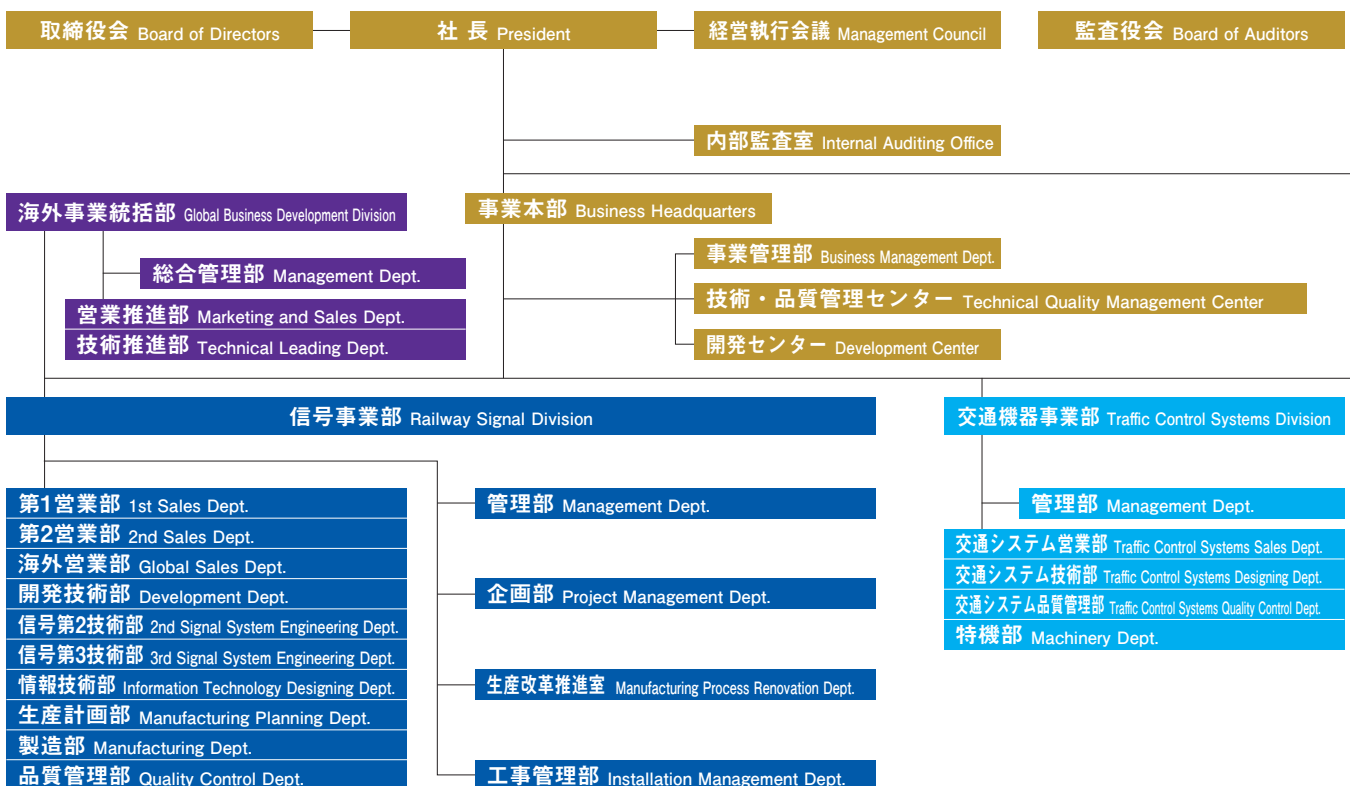 取締役会 Board of Directors
社 長 President
経営執行会議 Management Council
監査役会 Board of Auditors
内部監査室 Internal Auditing Office
海外事業統括部 Global Business Development Division
事業本部 Business Headquarters
総合管理部 Management Dept.
営業推進部 Marketing and Sales Dept.
技術推進部 Technical Leading Dept.
事業管理部 Business Management Dept.
技術・品質管理センター Technical Quality Management Center
開発センター Development Center
信号事業部 Railway Signal Division
交通機器事業部 Traffic Control Systems Division
第1営業部 1st Sales Dept.
第2営業部 2nd Sales Dept.
海外営業部 Global Sales Dept.
開発技術部 Development Dept.
信号第2技術部 2nd Signal System Engineering Dept.
信号第3技術部 3rd Signal System Engineering Dept.
情報技術部 Information Technology Designing Dept.
生産計画部 Manufacturing Planning Dept.
製造部 Manufacturing Dept.
品質管理部 Quality Control Dept.
管理部 Management Dept.
企画部 Project Management Dept.
生産改革推進室 Manufacturing Process Renovation Dept.
工事管理部 Installation Management Dept.
管理部 Management Dept.
交通システム営業部 Traffic Control Systems Sales Dept.
交通システム技術部 Traffic Control Systems Designing Dept.
交通システム品質管理部 Traffic Control Systems Quality Control Dept.
特機部 Machinery Dept.